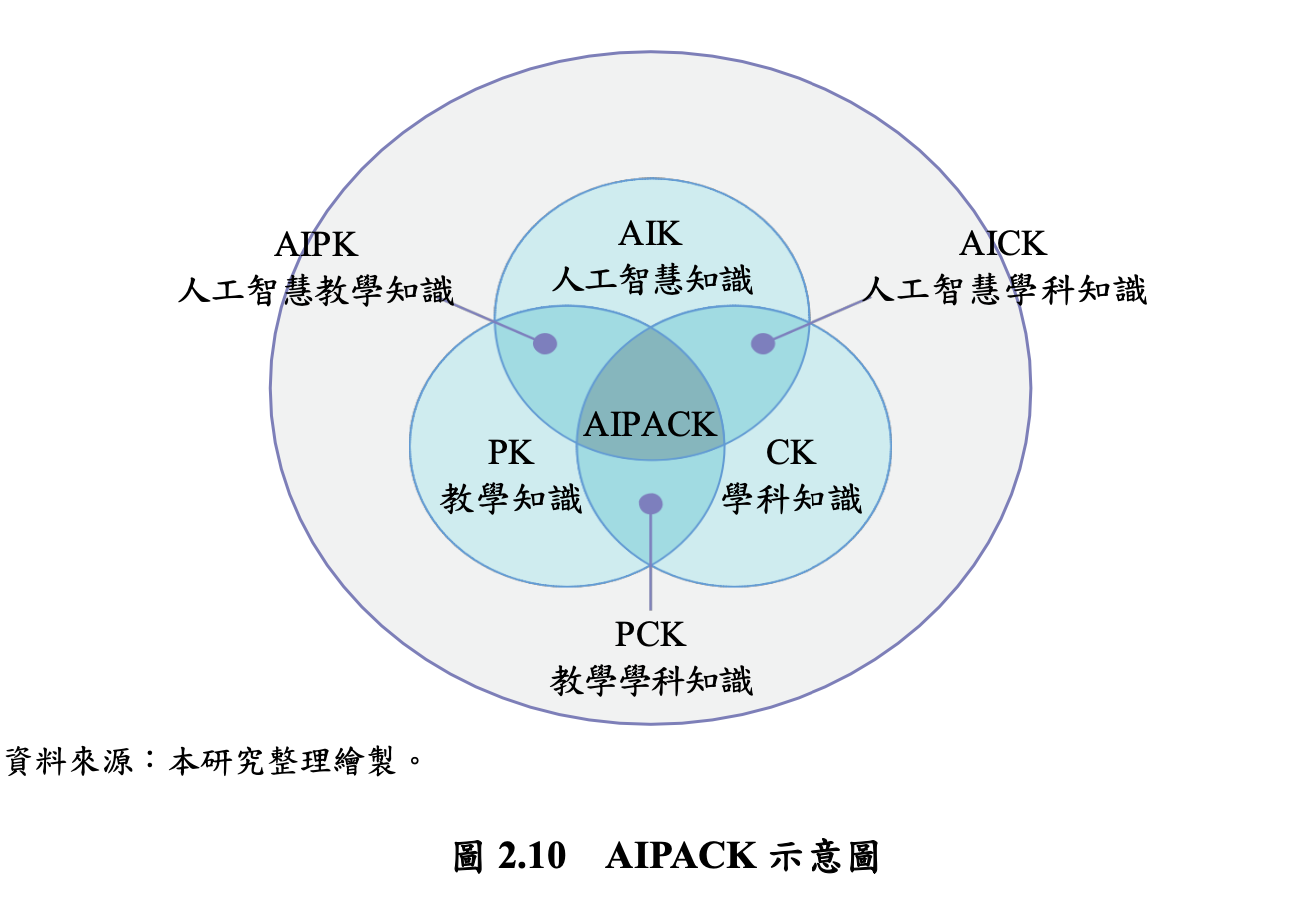 AIK
人工智慧知識
AIPK
人工智慧教學知識
AICK
人工智慧學科知識
AIPACK
PK
教學知識
CK
學科知識
PCK
教學學科知識
資料來源：本研究整理繪製。
圖 2.10　AIPACK 示意圖